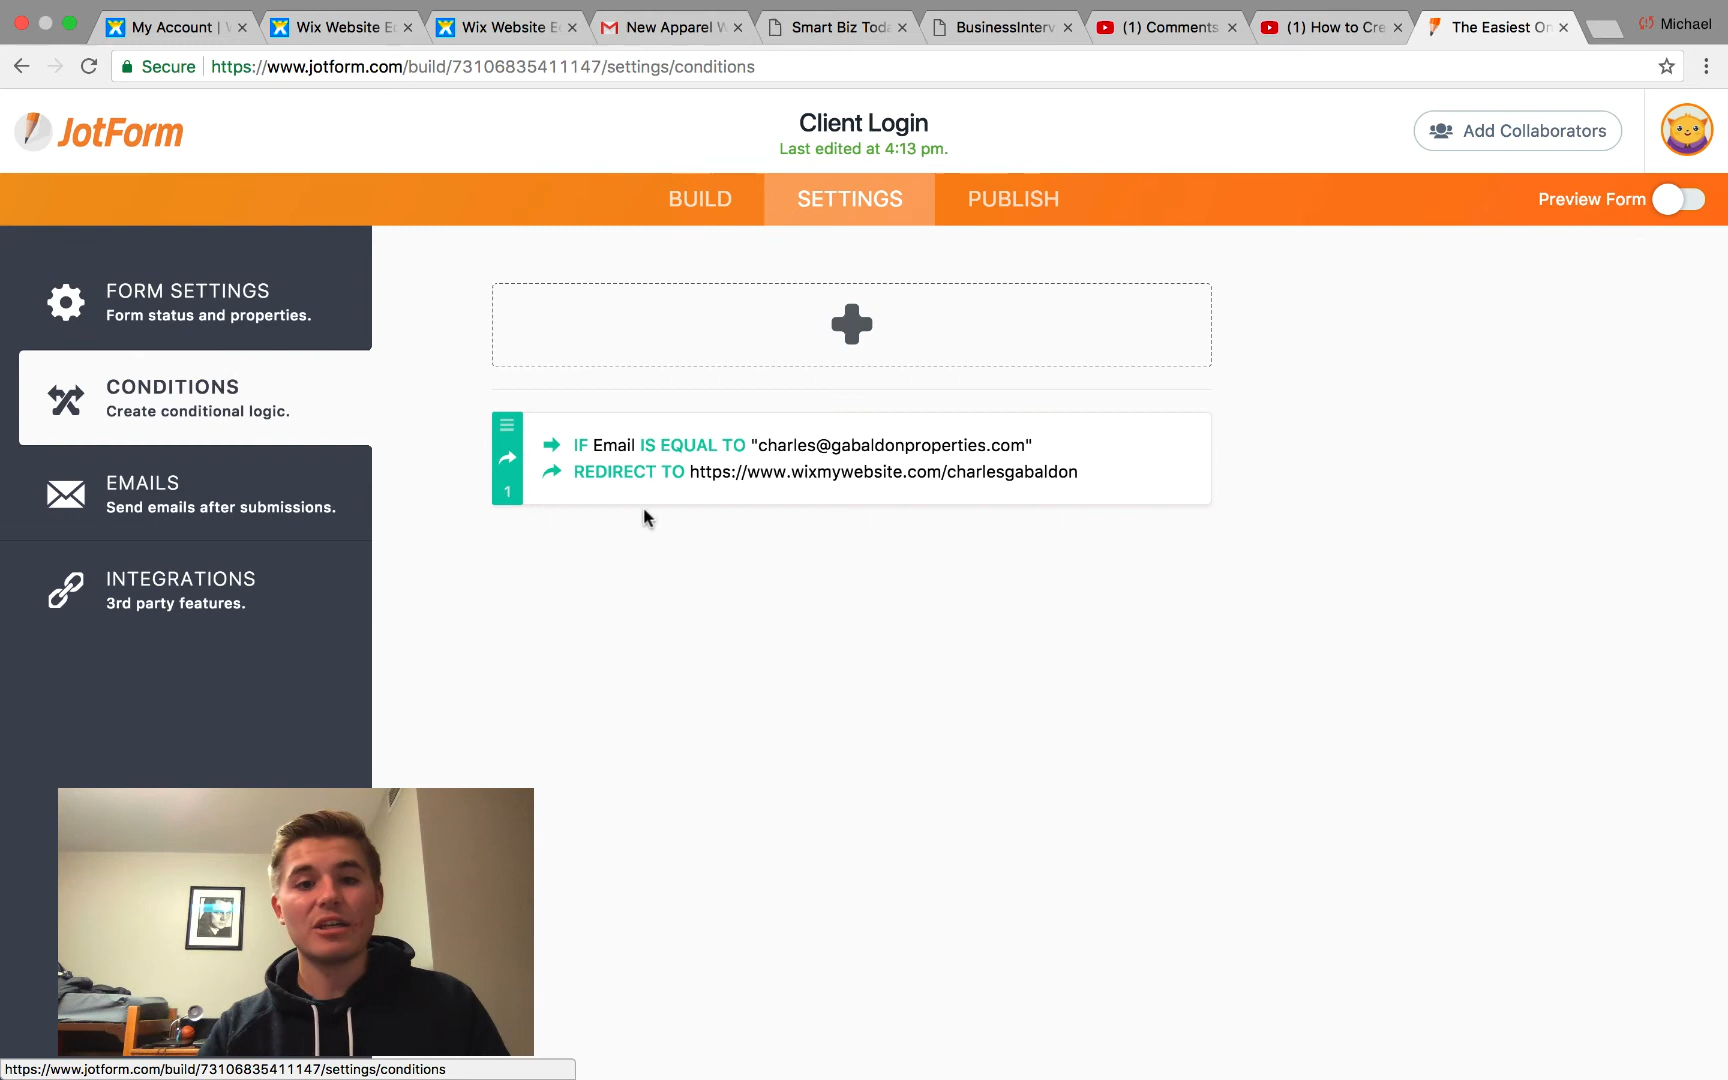 My Account |
Wix Website E
Wix Website E
New Apparel
Smart Biz Toda
BusinessInterv
(1) Comments
(1) How to Cre
The Easiest On
Michael
Secure
https://www.jotform.com/build/73106835411147/settings/conditions
JotForm
Client Login
Last edited at 4:13 pm.
Add Collaborators
BUILD
SETTINGS
PUBLISH
Preview Form
FORM SETTINGS
Form status and properties.
CONDITIONS
Create conditional logic.
EMAILS
Send emails after submissions.
INTEGRATIONS
3rd party features.
IF Email IS EQUAL TO "charles@gabaldonproperties.com"
REDIRECT TO https://www.wixmywebsite.com/charlesgabaldon
1
https://www.jotform.com/build/73106835411147/settings/conditions